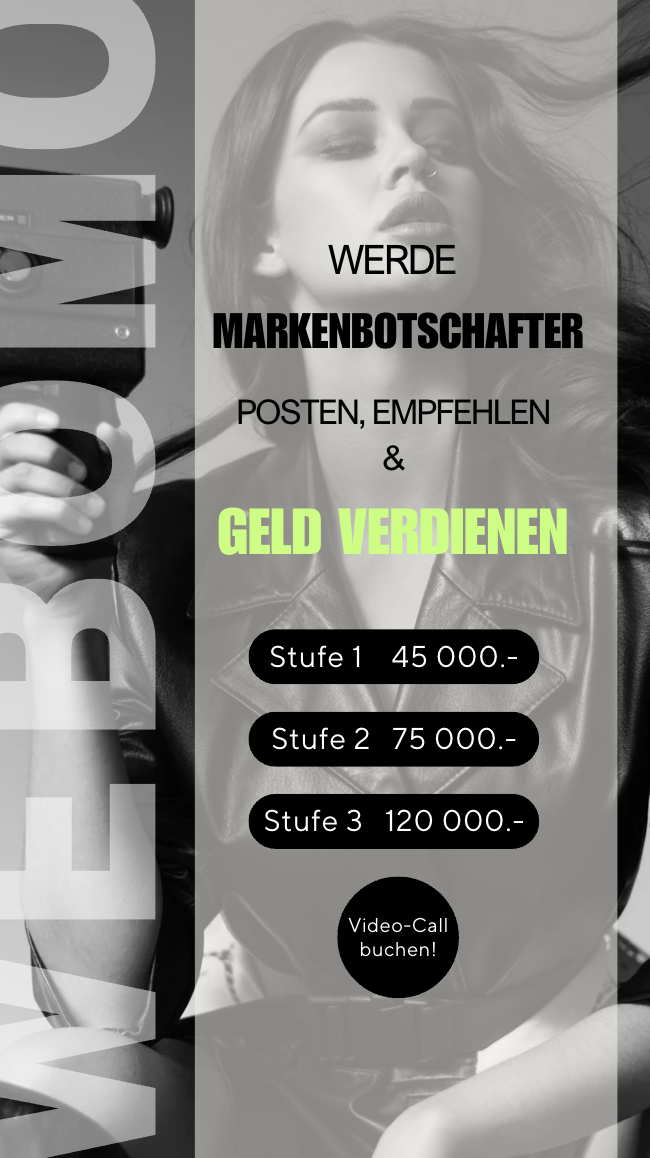 WEBOMO
WERDE
MARKENBOTSCHAFTER
POSTEN, EMPFEHLEN
&
GELD VERDIENEN
Stufe 1 45 000.-
Stufe 2 75 000.-
Stufe 3 120 000.-
Video-Call
buchen!